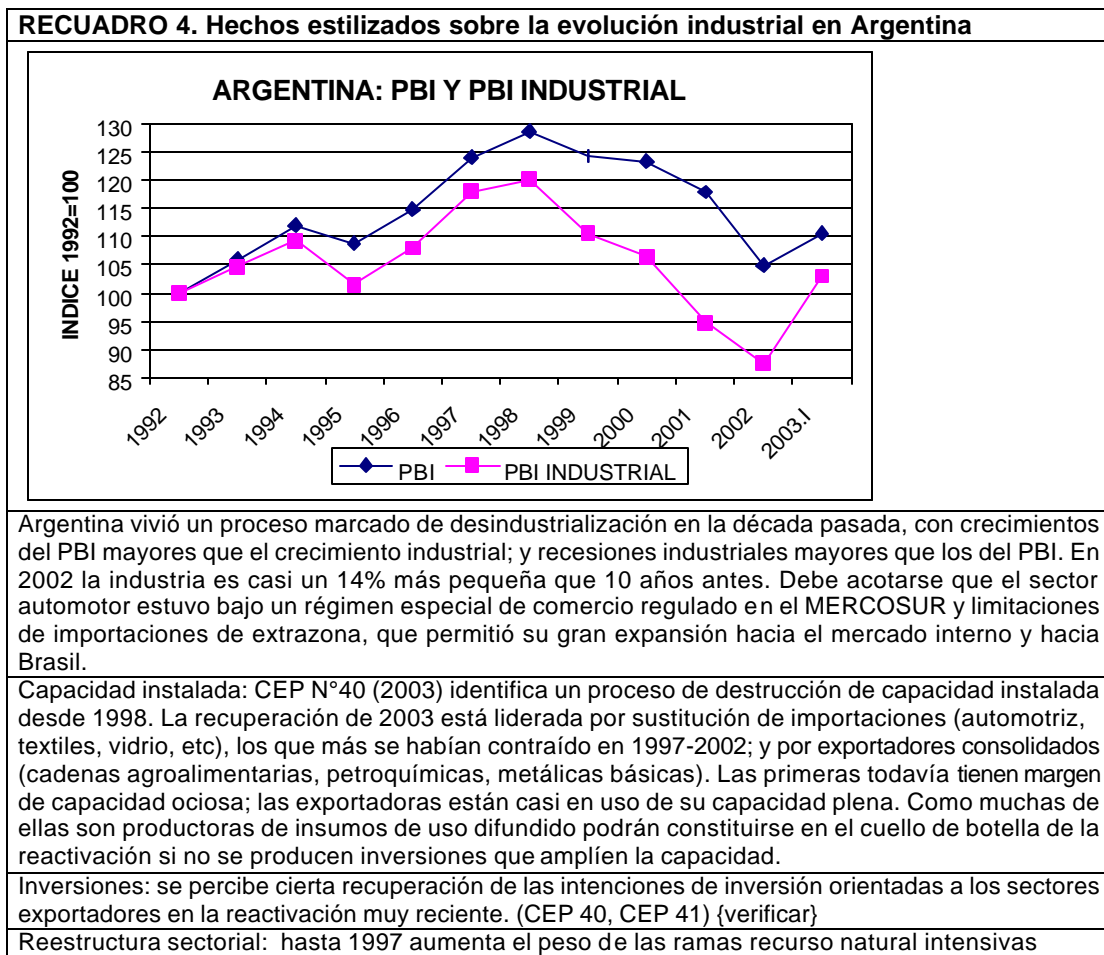 RECUADRO 4. Hechos estilizados sobre la evolución industrial en Argentina
ARGENTINA: PBI Y PBI INDUSTRIAL
INDICE 1992=100
130
125
120
115
110
105
100
95
90
85
1992
1993
1994
1995
1996
1997
1998
1999
2000
2001
2002
2003.I
PBI
PBI INDUSTRIAL
Argentina vivió un proceso marcado de desindustrialización en la década pasada, con crecimientos
del PBI mayores que el crecimiento industrial; y recesiones industriales mayores que los del PBI. En
2002 la industria es casi un 14% más pequeña que 10 años antes. Debe acotarse que el sector
automotor estuvo bajo un régimen especial de comercio regulado en el MERCOSUR y limitaciones
de importaciones de extrazona, que permitió su gran expansión hacia el mercado interno y hacia
Brasil.
Capacidad instalada: CEP N°40 (2003) identifica un proceso de destrucción de capacidad instalada
desde 1998. La recuperación de 2003 está liderada por sustitución de importaciones (automotriz,
textiles, vidrio, etc), los que más se habían contraído en 1997-2002; y por exportadores consolidados
(cadenas agroalimentarias, petroquímicas, metálicas básicas). Las primeras todavía tienen margen
de capacidad ociosa; las exportadoras están casi en uso de su capacidad plena. Como muchas de
ellas son productoras de insumos de uso difundido podrán constituirse en el cuello de botella de la
reactivación si no se producen inversiones que amplíen la capacidad.
Inversiones: se percibe cierta recuperación de las intenciones de inversión orientadas a los sectores
exportadores en la reactivación muy reciente. (CEP 40, CEP 41) {verificar}
Reestructura sectorial: hasta 1997 aumenta el peso de las ramas recurso natural intensivas